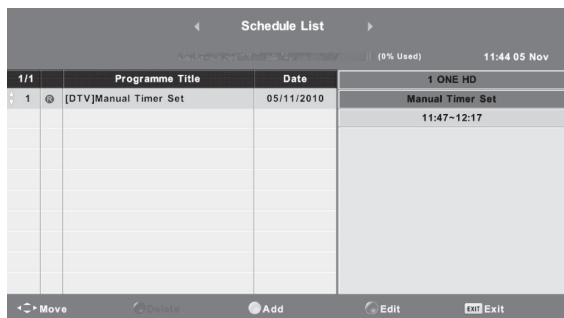 Schedule List
(0% Used) 11:44 05 Nov
1/1 Programme Title Date 1 ONE HD
1 R [DTV]Manual Timer Set 05/11/2010 Manual Timer Set
11:47~12:17
Move Delete Add Edit EXIT Exit